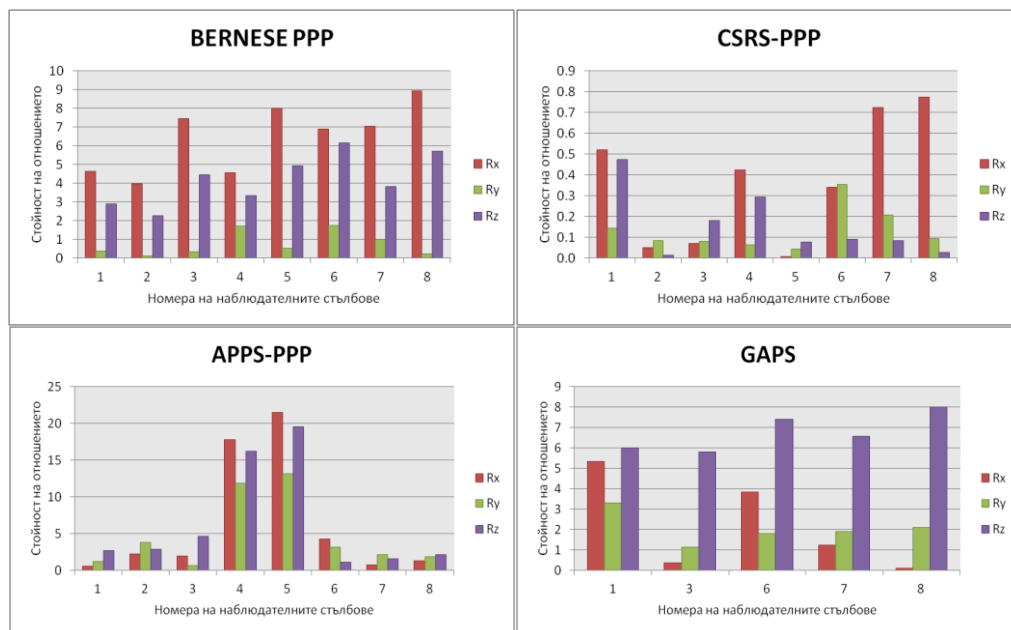 BERNESE PPP
Стойност на отношението
10
9
8
7
6
5
4
3
2
1
0
1 2 3 4 5 6 7 8
Номера на наблюдателните стълбове
Rx
Ry
Rz
CSRS-PPP
Стойност на отношението
0.9
0.8
0.7
0.6
0.5
0.4
0.3
0.2
0.1
0.0
1 2 3 4 5 6 7 8
Номера на наблюдателните стълбове
Rx
Ry
Rz
APPS-PPP
Стойност на отношението
25
20
15
10
5
0
1 2 3 4 5 6 7 8
Номера на наблюдателните стълбове
Rx
Ry
Rz
GAPS
Стойност на отношението
9
8
7
6
5
4
3
2
1
0
1 3 6 7 8
Номера на наблюдателните стълбове
Rx
Ry
Rz